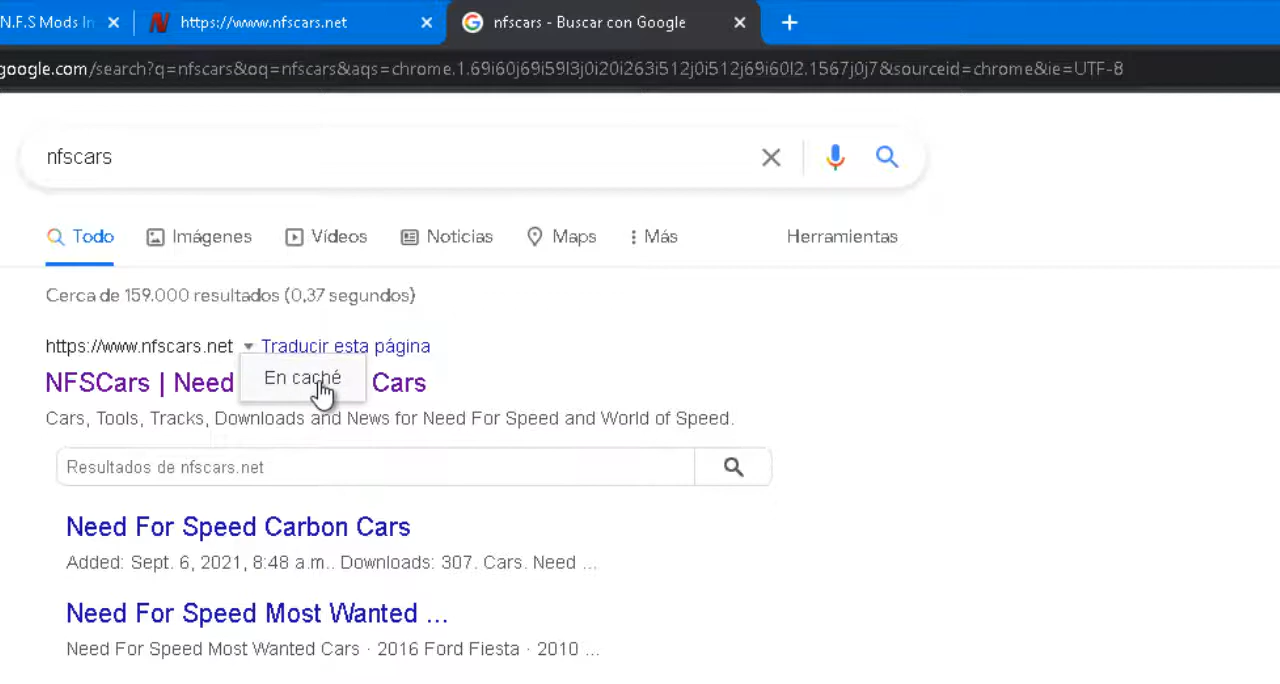 N.F.S Mods In
https://www.nfscars.net
nfscars - Buscar con Google
google.com/search?q=nfscars&oq=nfscars&aqs=chrome.1.69i60j69i59l3j0i20i263i512j0i512j69i60l2.1567j0j7&sourceid=chrome&ie=UTF-8
nfscars
Todo Imágenes Vídeos Noticias Maps Más Herramientas
Cerca de 159.000 resultados (0,37 segundos)
https://www.nfscars.net Traducir esta página
En caché
NFSCars | Need Cars
Cars, Tools, Tracks, Downloads and News for Need For Speed and World of Speed.
Resultados de nfscars.net
Need For Speed Carbon Cars
Added: Sept. 6, 2021, 8:48 a.m.. Downloads: 307. Cars. Need ...
Need For Speed Most Wanted ...
Need For Speed Most Wanted Cars · 2016 Ford Fiesta · 2010 ...